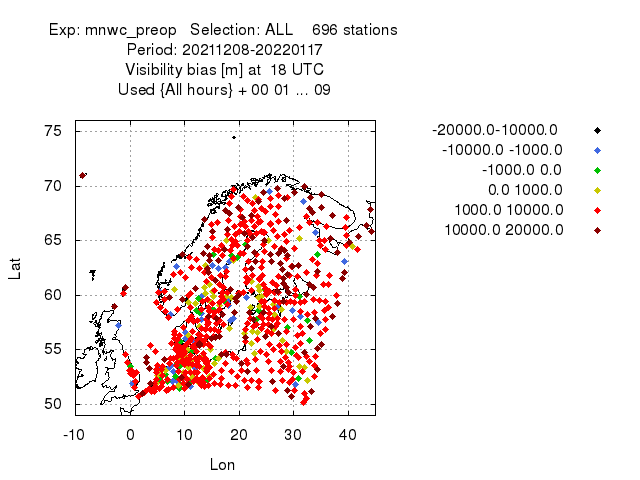 Exp: mnwc_preop Selection: ALL 696 stations
Period: 20211208-20220117
Visibility bias [m] at 18 UTC
Used {All hours} + 00 01 ... 09
-20000.0-10000.0
-10000.0 -1000.0
-1000.0 0.0
0.0 1000.0
1000.0 10000.0
10000.0 20000.0
75
70
65
60
55
50
Lat
-10 0 10 20 30 40
Lon